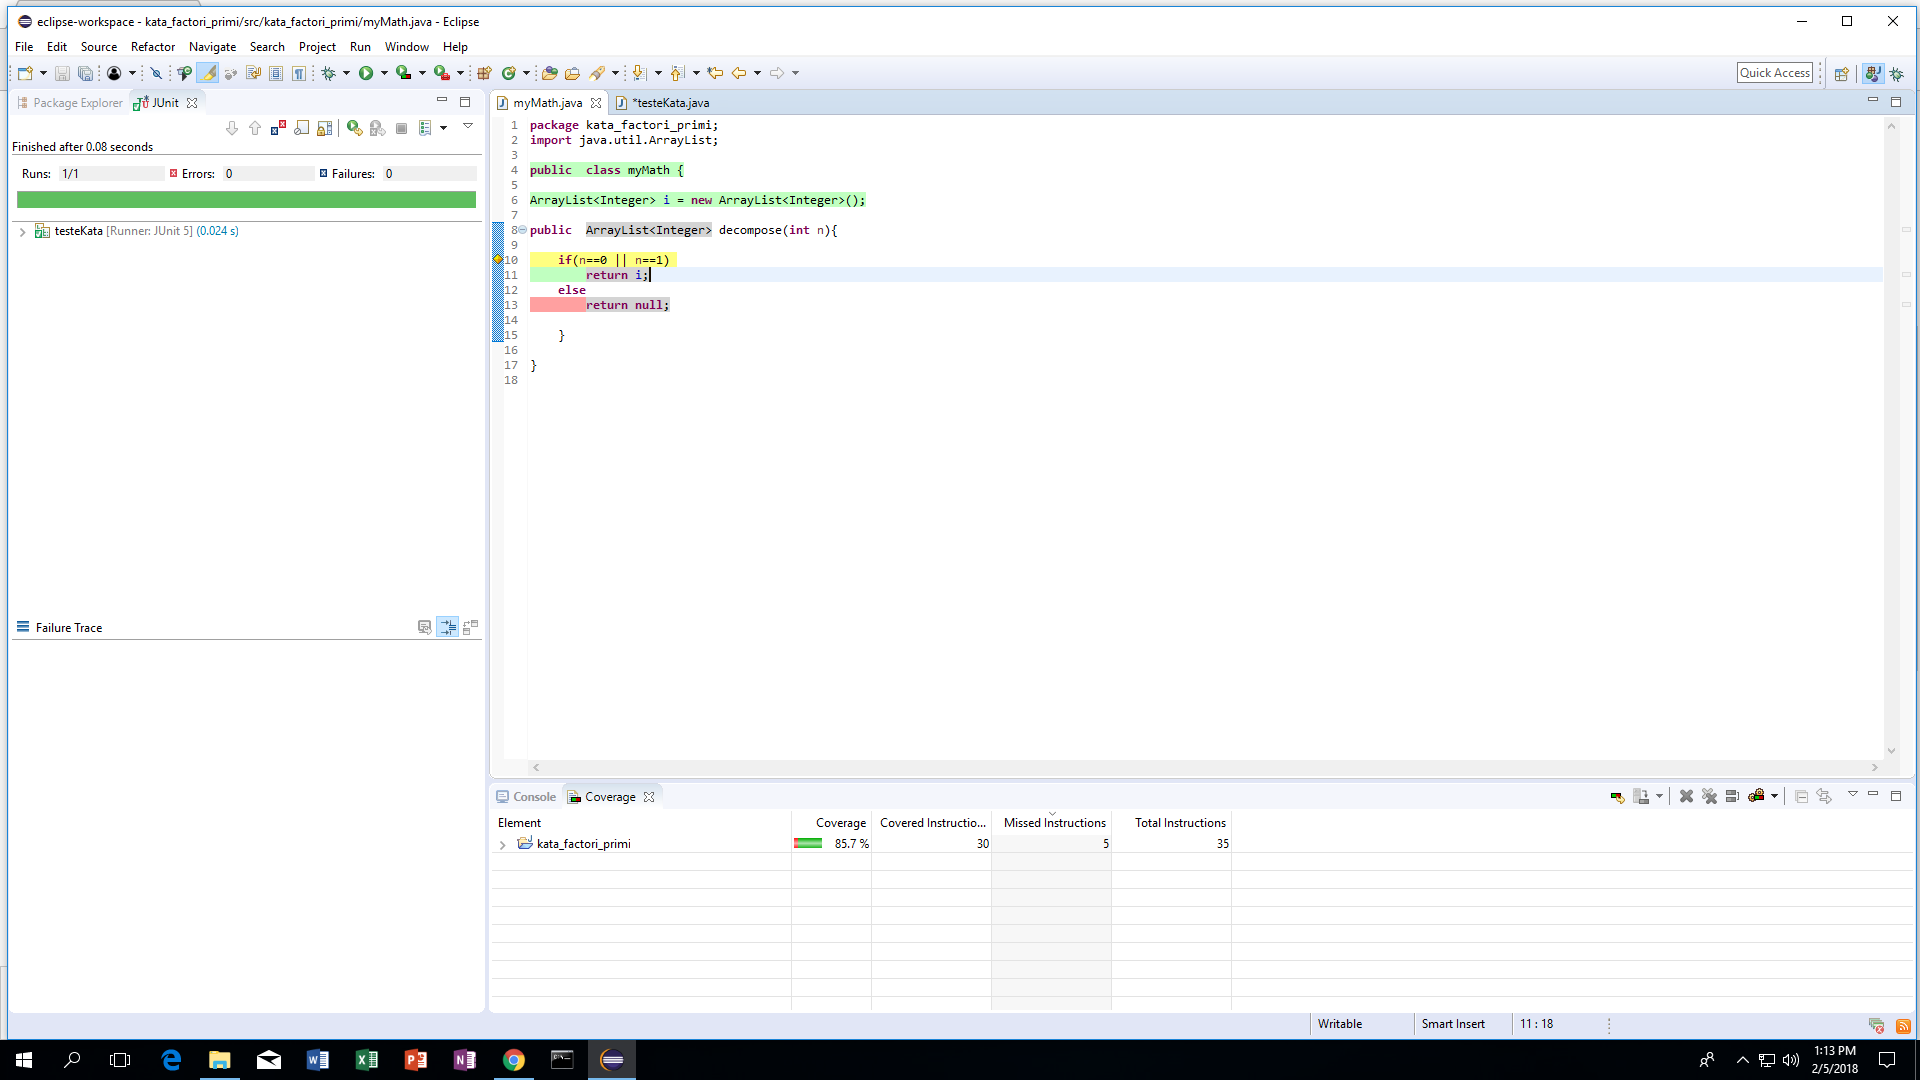 eclipse-workspace - kata_factori_primi/src/kata_factori_primi/myMath.java - Eclipse
File Edit Source Refactor Navigate Search Project Run Window Help
Quick Access
Package Explorer JUnit
Finished after 0.08 seconds
Runs: 1/1 Errors: 0 Failures: 0
testeKata [Runner: JUnit 5] (0.024 s)
Failure Trace
myMath.java *testeKata.java
1 package kata_factori_primi;
2 import java.util.ArrayList;
3
4 public class myMath {
5
6 ArrayList<Integer> i = new ArrayList<Integer>();
7
8 public ArrayList<Integer> decompose(int n){
9
10 if(n==0 || n==1)
11 return i;
12 else
13 return null;
14
15 }
16
17 }
18
Console Coverage
Element Coverage Covered Instructio... Missed Instructions Total Instructions
kata_factori_primi 85.7 % 30 5 35
Writable Smart Insert 11 : 18
1:13 PM
2/5/2018